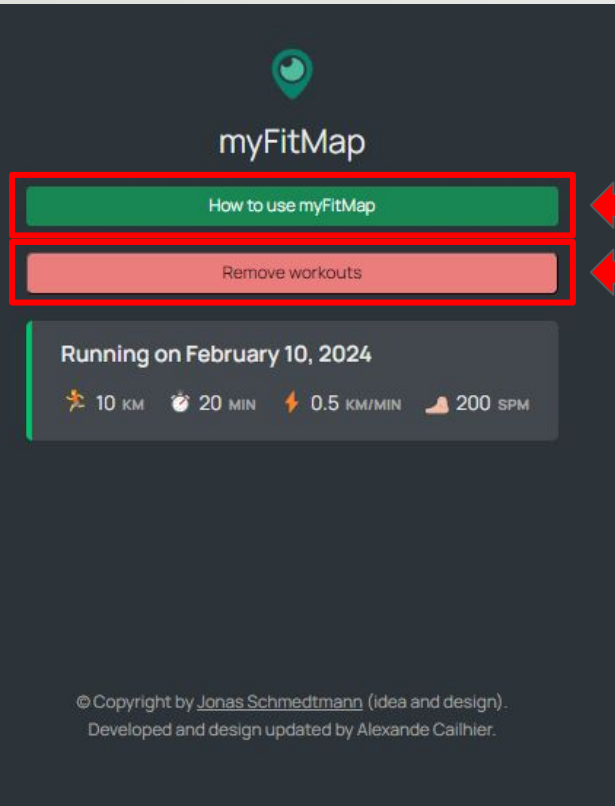 myFitMap
How to use myFitMap
Remove workouts
Running on February 10, 2024
10 KM 20 MIN 0.5 KM/MIN 200 SPM
© Copyright by Jonas Schmedtmann (idea and design).
Developed and design updated by Alexande Cailhier.